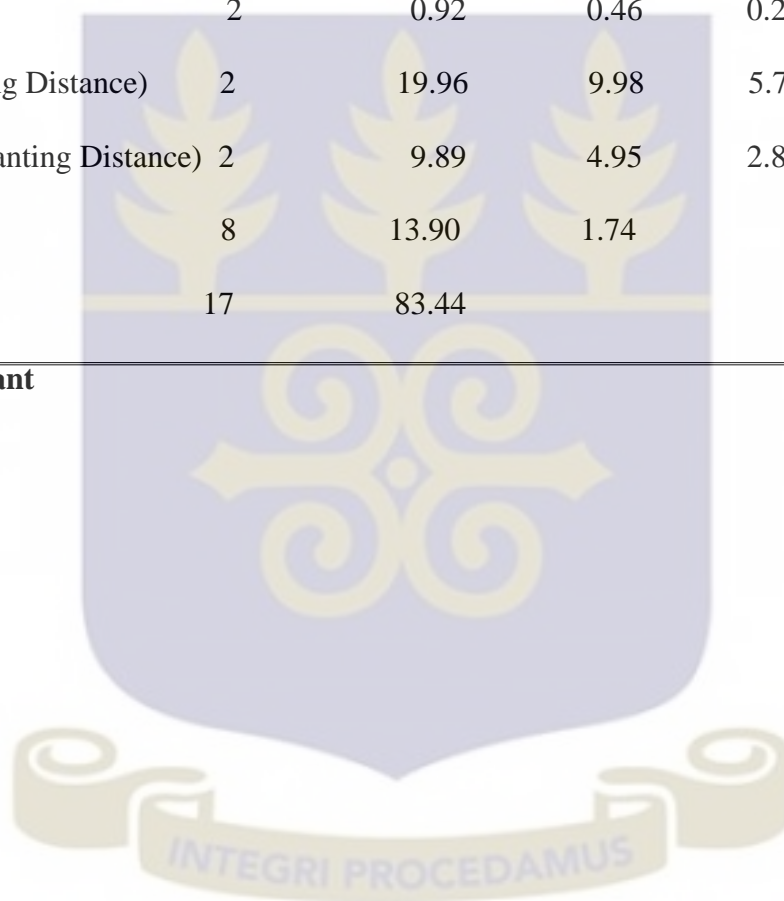 2 0.92 0.46 0.2
g Distance) 2 19.96 9.98 5.7
anting Distance) 2 9.89 4.95 2.8
8 13.90 1.74
17 83.44
ant
INTEGRI PROCEDAMUS